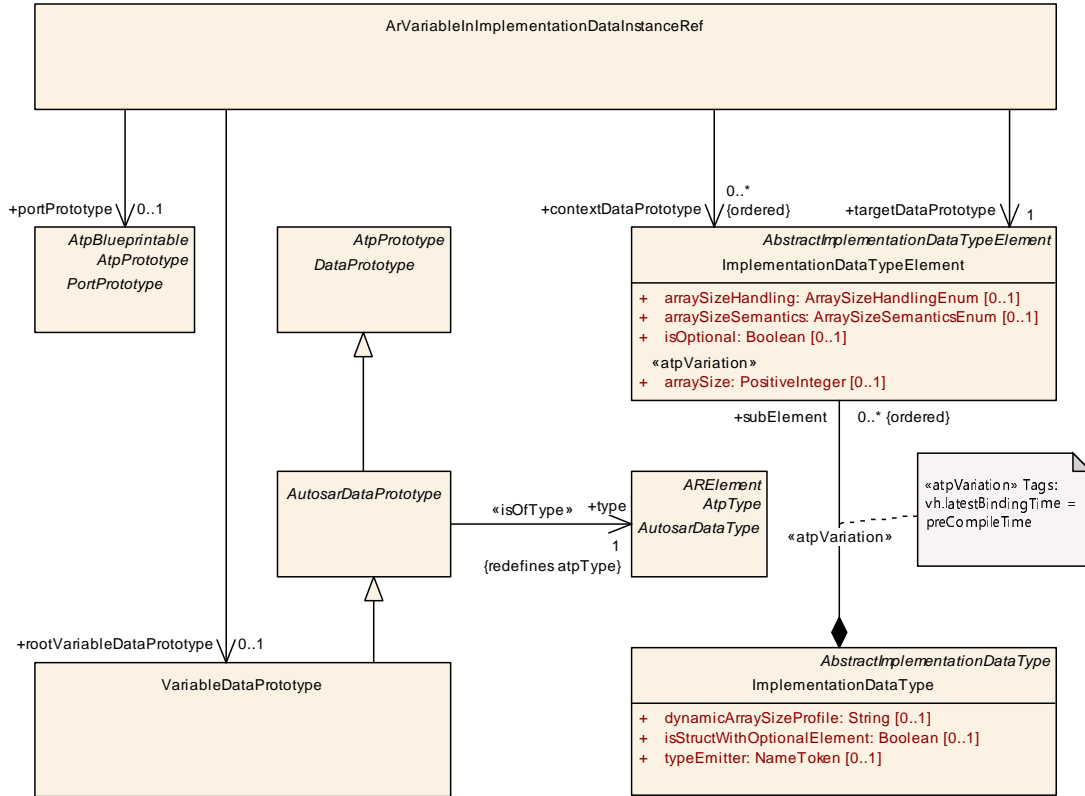 ArVariableInImplementationDataInstanceRef
+portPrototype
0..1
+contextDataPrototype
0..*
{ordered}
+targetDataPrototype
1
AtpBlueprintable
AtpPrototype
PortPrototype
AtpPrototype
DataPrototype
AbstractImplementationDataTypeElement
ImplementationDataTypeElement
+ arraySizeHandling: ArraySizeHandlingEnum [0..1]
+ arraySizeSemantics: ArraySizeSemanticsEnum [0..1]
+ isOptional: Boolean [0..1]
«atpVariation»
+ arraySize: PositiveInteger [0..1]
+subElement
0..* {ordered}
AutosarDataPrototype
«isOfType»
+type
1
{redefines atpType}
ARElement
AtpType
AutosarDataType
«atpVariation» Tags:
vh.latestBindingTime =
preCompileTime
«atpVariation»
+rootVariableDataPrototype
0..1
VariableDataPrototype
AbstractImplementationDataType
ImplementationDataType
+ dynamicArraySizeProfile: String [0..1]
+ isStructWithOptionalElement: Boolean [0..1]
+ typeEmitter: NameToken [0..1]